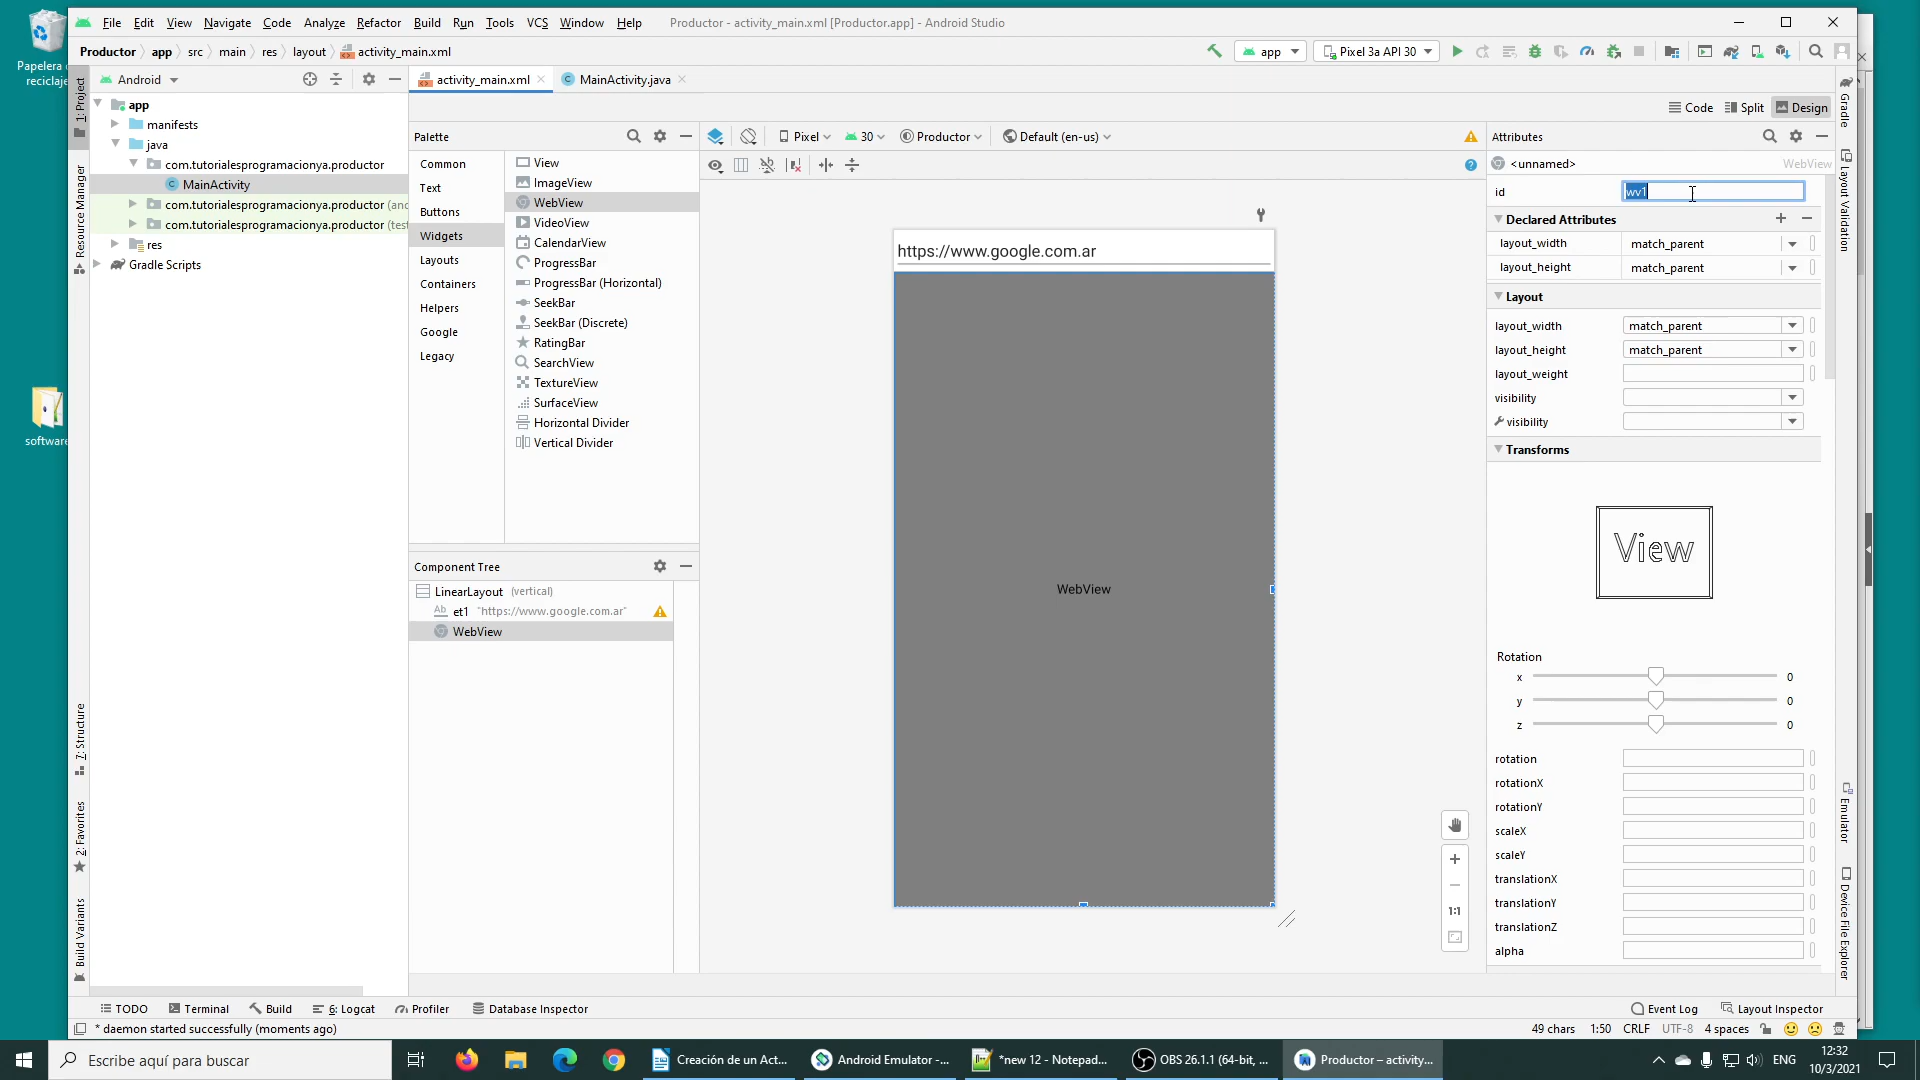 Papelera
reciclaje
software
File Edit View Navigate Code Analyze Refactor Build Run Tools VCS Window Help Productor - activity_main.xml [Productor.app] - Android Studio
Productor app src main res layout activity_main.xml app Pixel 3a API 30
Android activity_main.xml MainActivity.java
1: Project
Resource Manager
7: Structure
2: Favorites
Build Variants
app
manifests
java
com.tutorialesprogramacionya.productor
MainActivity
com.tutorialesprogramacionya.productor (and
com.tutorialesprogramacionya.productor (test
res
Gradle Scripts
Code Split Design
Palette
Common
Text
Buttons
Widgets
Layouts
Containers
Helpers
Google
Legacy
View
ImageView
WebView
VideoView
CalendarView
ProgressBar
ProgressBar (Horizontal)
SeekBar
SeekBar (Discrete)
RatingBar
SearchView
TextureView
SurfaceView
Horizontal Divider
Vertical Divider
Component Tree
LinearLayout (vertical)
Ab et1 "https://www.google.com.ar"
WebView
Pixel 30 Productor Default (en-us)
https://www.google.com.ar
WebView
1:1
Attributes
<unnamed> WebView
id wv1
Declared Attributes
layout_width match_parent
layout_height match_parent
Layout
layout_width match_parent
layout_height match_parent
layout_weight
visibility
visibility
Transforms
View
Rotation
x 0
y 0
z 0
rotation
rotationX
rotationY
scaleX
scaleY
translationX
translationY
translationZ
alpha
Gradle
Layout Validation
Emulator
Device File Explorer
TODO Terminal Build 6: Logcat Profiler Database Inspector Event Log Layout Inspector
* daemon started successfully (moments ago) 49 chars 1:50 CRLF UTF-8 4 spaces
Escribe aquí para buscar Creación de un Act... Android Emulator -... *new 12 - Notepad... OBS 26.1.1 (64-bit, ... Productor – activity... ENG 12:32
10/3/2021